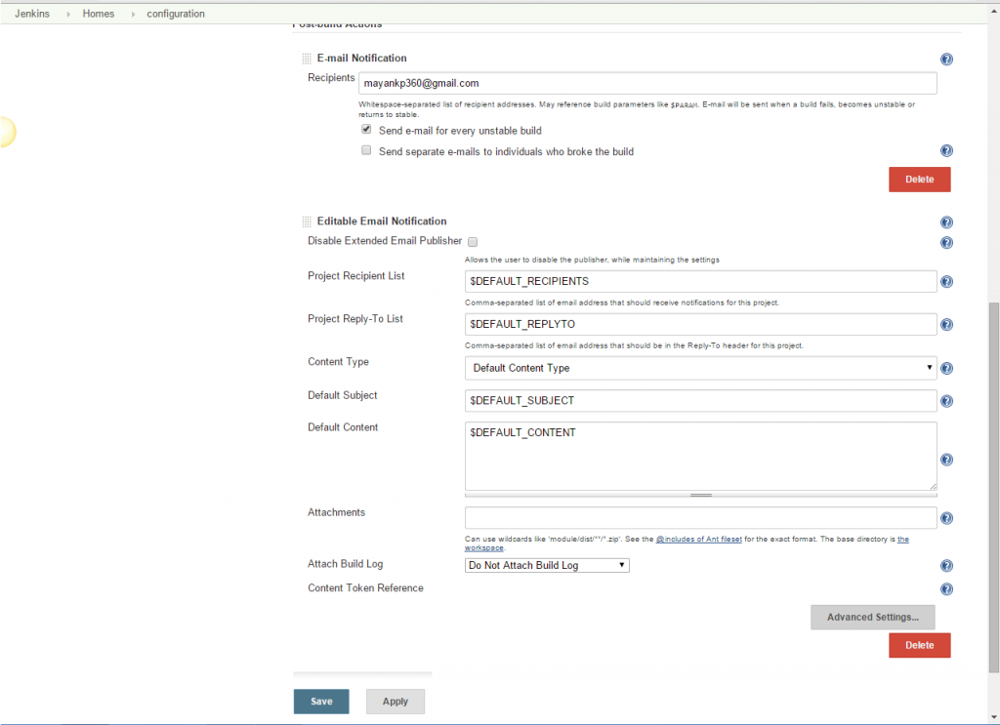 Jenkins Homes configuration
Post-build Actions
E-mail Notification
Recipients mayankp360@gmail.com
Whitespace-separated list of recipient addresses. May reference build parameters like $PARAM. E-mail will be sent when a build fails, becomes unstable or
returns to stable.
Send e-mail for every unstable build
Send separate e-mails to individuals who broke the build
Delete
Editable Email Notification
Disable Extended Email Publisher
Allows the user to disable the publisher, while maintaining the settings
Project Recipient List $DEFAULT_RECIPIENTS
Comma-separated list of email address that should receive notifications for this project.
Project Reply-To List $DEFAULT_REPLYTO
Comma-separated list of email address that should be in the Reply-To header for this project.
Content Type Default Content Type
Default Subject $DEFAULT_SUBJECT
Default Content $DEFAULT_CONTENT
Attachments
Can use wildcards like 'module/dist/**/*.zip'. See the @includes of Ant fileset for the exact format. The base directory is the
workspace.
Attach Build Log Do Not Attach Build Log
Content Token Reference
Advanced Settings...
Delete
Save Apply